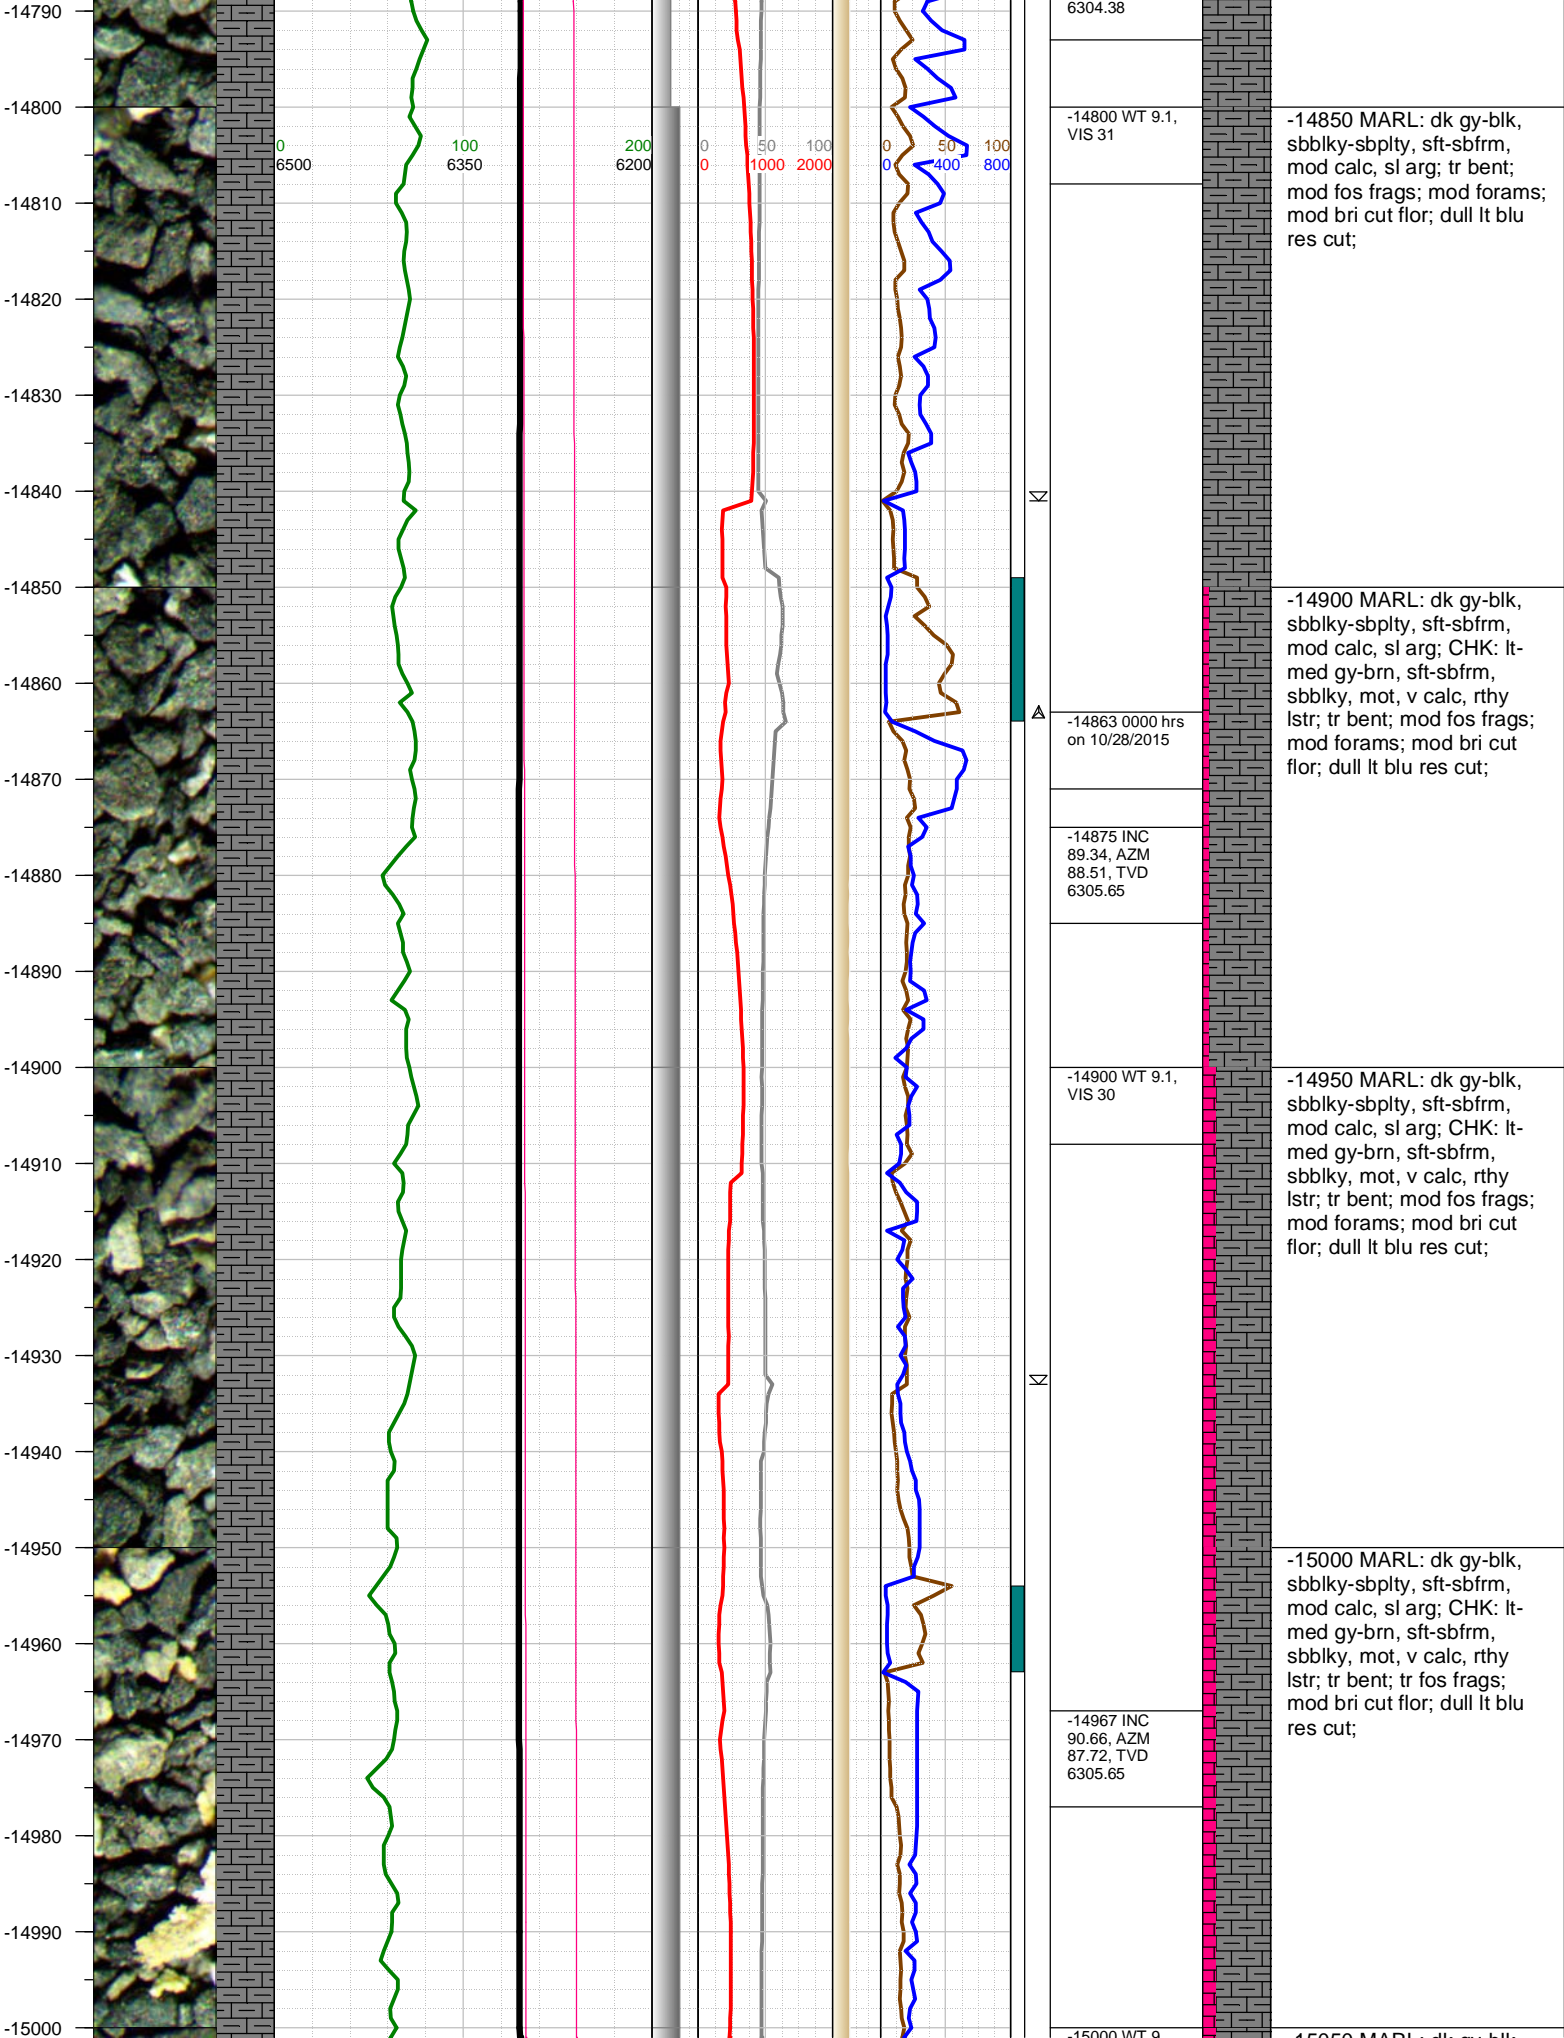 6304.38
-14790
-14800
-14810
-14820
-14830
-14840
-14850
-14860
-14870
-14880
-14890
-14900
-14910
-14920
-14930
-14940
-14950
-14960
-14970
-14980
-14990
-15000
0 100 200
6500 6350 6200
0 50 100
0 1000 2000
0 50 100
0 400 800
-14800 WT 9.1,
VIS 31
-14863 0000 hrs
on 10/28/2015
-14875 INC
89.34, AZM
88.51, TVD
6305.65
-14900 WT 9.1,
VIS 30
-14967 INC
90.66, AZM
87.72, TVD
6305.65
-15000 WT 9
-14850 MARL: dk gy-blk,
sbblky-sbplty, sft-sbfrm,
mod calc, sl arg; tr bent;
mod fos frags; mod forams;
mod bri cut flor; dull lt blu
res cut;
-14900 MARL: dk gy-blk,
sbblky-sbplty, sft-sbfrm,
mod calc, sl arg; CHK: lt-
med gy-brn, sft-sbfrm,
sbblky, mot, v calc, rthy
lstr; tr bent; mod fos frags;
mod forams; mod bri cut
flor; dull lt blu res cut;
-14950 MARL: dk gy-blk,
sbblky-sbplty, sft-sbfrm,
mod calc, sl arg; CHK: lt-
med gy-brn, sft-sbfrm,
sbblky, mot, v calc, rthy
lstr; tr bent; mod fos frags;
mod forams; mod bri cut
flor; dull lt blu res cut;
-15000 MARL: dk gy-blk,
sbblky-sbplty, sft-sbfrm,
mod calc, sl arg; CHK: lt-
med gy-brn, sft-sbfrm,
sbblky, mot, v calc, rthy
lstr; tr bent; tr fos frags;
mod bri cut flor; dull lt blu
res cut;
-15050 MARL: dk gy-blk,